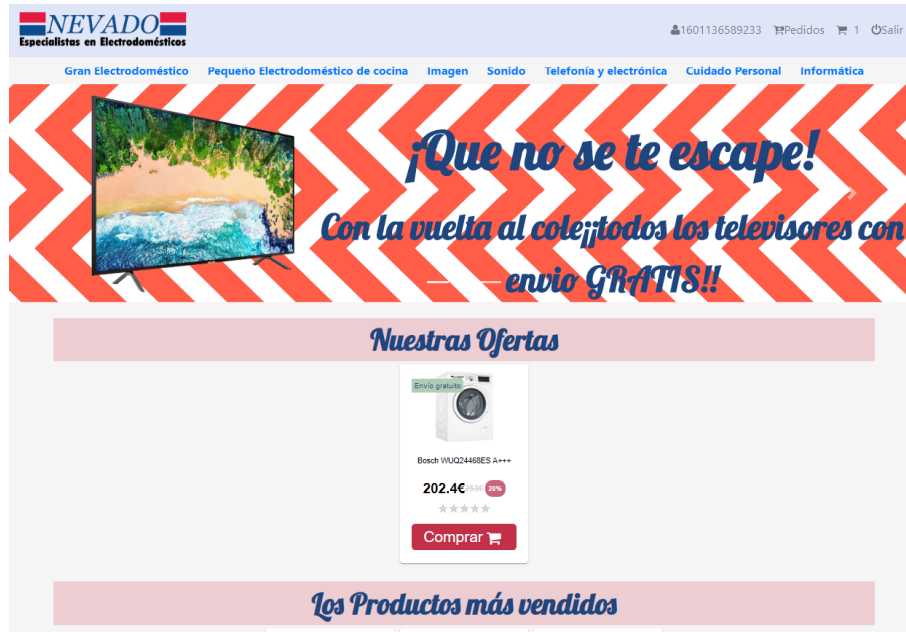 NEVADO
Especialistas en Electrodomésticos
1601136589233 Pedidos 1 Salir
Gran Electrodoméstico Pequeño Electrodoméstico de cocina Imagen Sonido Telefonía y electrónica Cuidado Personal Informática
¡Que no se te escape!
Con la vuelta al cole¡¡todos los televisores con
envio GRATIS!!
Nuestras Ofertas
Envío gratuito
Bosch WUQ24468ES A+++
202.4€ 253€ 20%
Comprar
Los Productos más vendidos